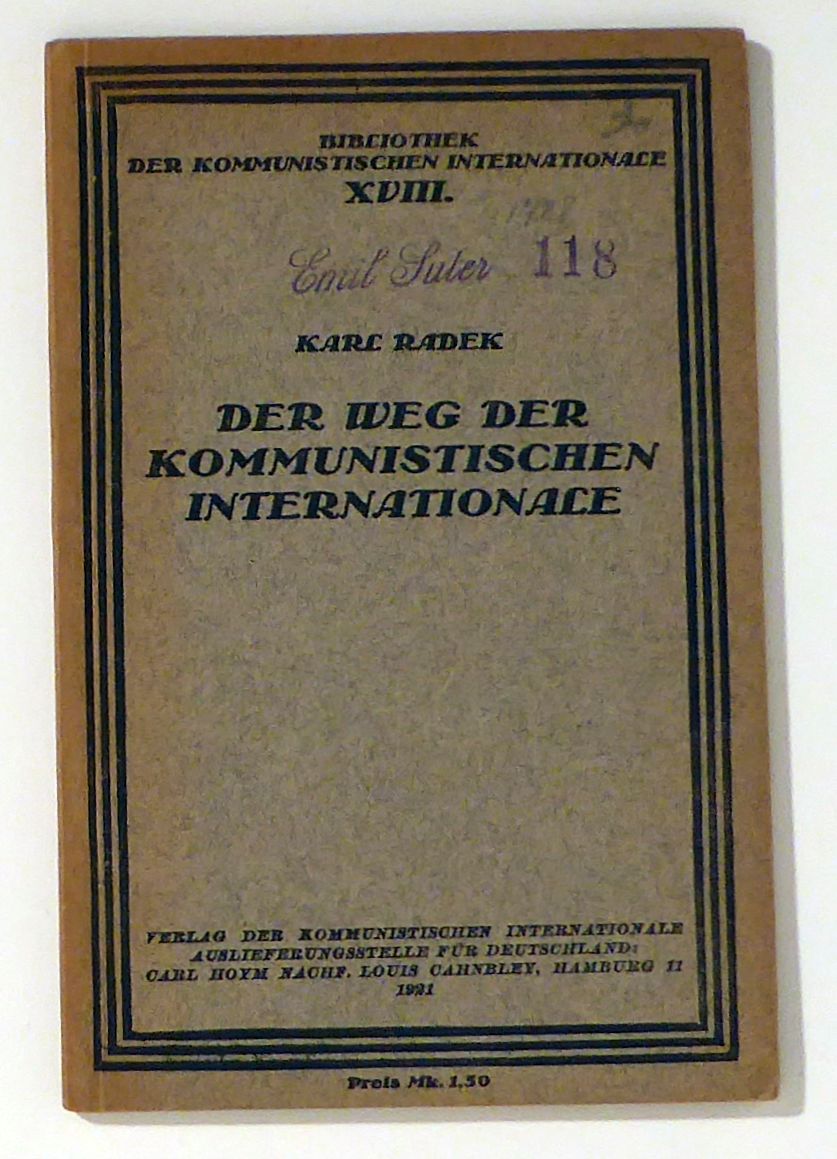 BIBLIOTHEK
DER KOMMUNISTISCHEN INTERNATIONALE
XVIII.
Emil Suter 118
KARL RADEK
DER WEG DER
KOMMUNISTISCHEN
INTERNATIONALE
VERLAG DER KOMMUNISTISCHEN INTERNATIONALE
AUSLIEFERUNGSSTELLE FÜR DEUTSCHLAND:
CARL HOYM NACHF. LOUIS CAHNBLEY, HAMBURG 11
1921
Preis Mk. 1,50